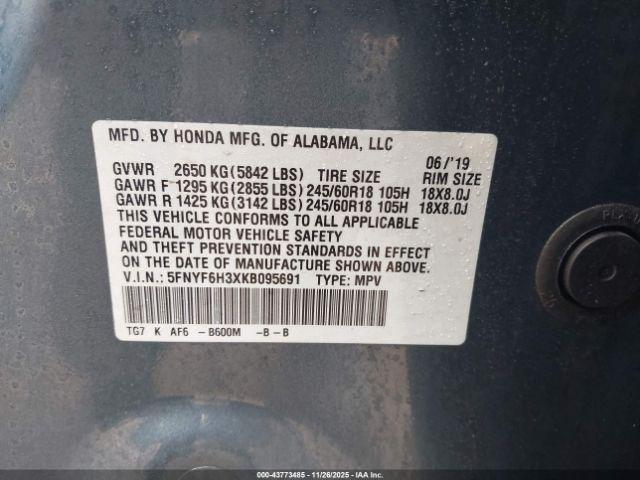 MFD. BY HONDA MFG. OF ALABAMA, LLC
06/'19
GVWR 2650 KG(5842 LBS) TIRE SIZE RIM SIZE
GAWR F 1295 KG(2855 LBS) 245/60R18 105H 18X8.0J
GAWR R 1425 KG(3142 LBS) 245/60R18 105H 18X8.0J
THIS VEHICLE CONFORMS TO ALL APPLICABLE
FEDERAL MOTOR VEHICLE SAFETY
AND THEFT PREVENTION STANDARDS IN EFFECT
ON THE DATE OF MANUFACTURE SHOWN ABOVE.
V.I.N.: 5FNYF6H3XKB095691 TYPE: MPV
TG7 K AF6 -B600M -B-B
(00-43773485 - 11/26/2025 - IAA Inc.)